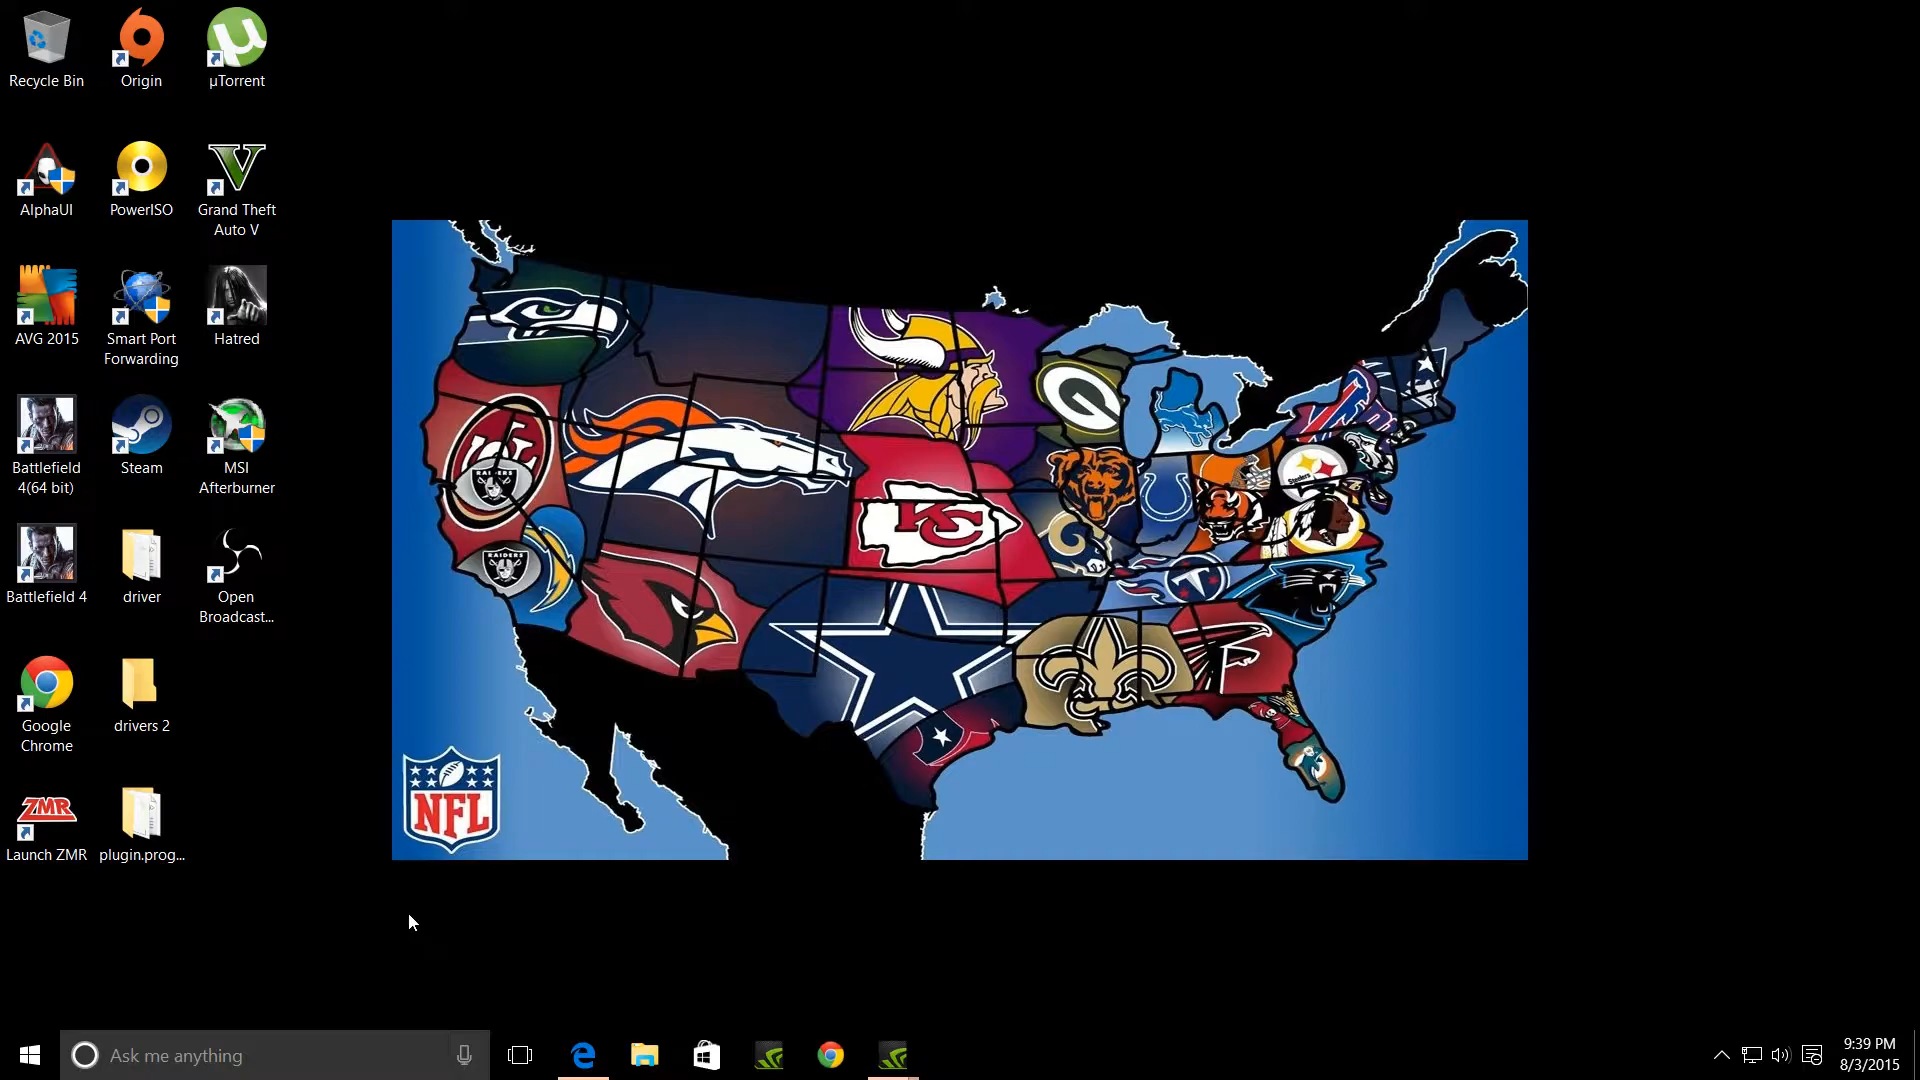 Recycle Bin
Origin
µTorrent
AlphaUI
PowerISO
Grand Theft
Auto V
AVG 2015
Smart Port
Forwarding
Hatred
Battlefield
4(64 bit)
Steam
MSI
Afterburner
Battlefield 4
driver
Open
Broadcast...
Google
Chrome
drivers 2
ZMR
Launch ZMR
plugin.prog...
RAIDERS
RAIDERS
KC
Steelers
NFL
Ask me anything
9:39 PM
8/3/2015